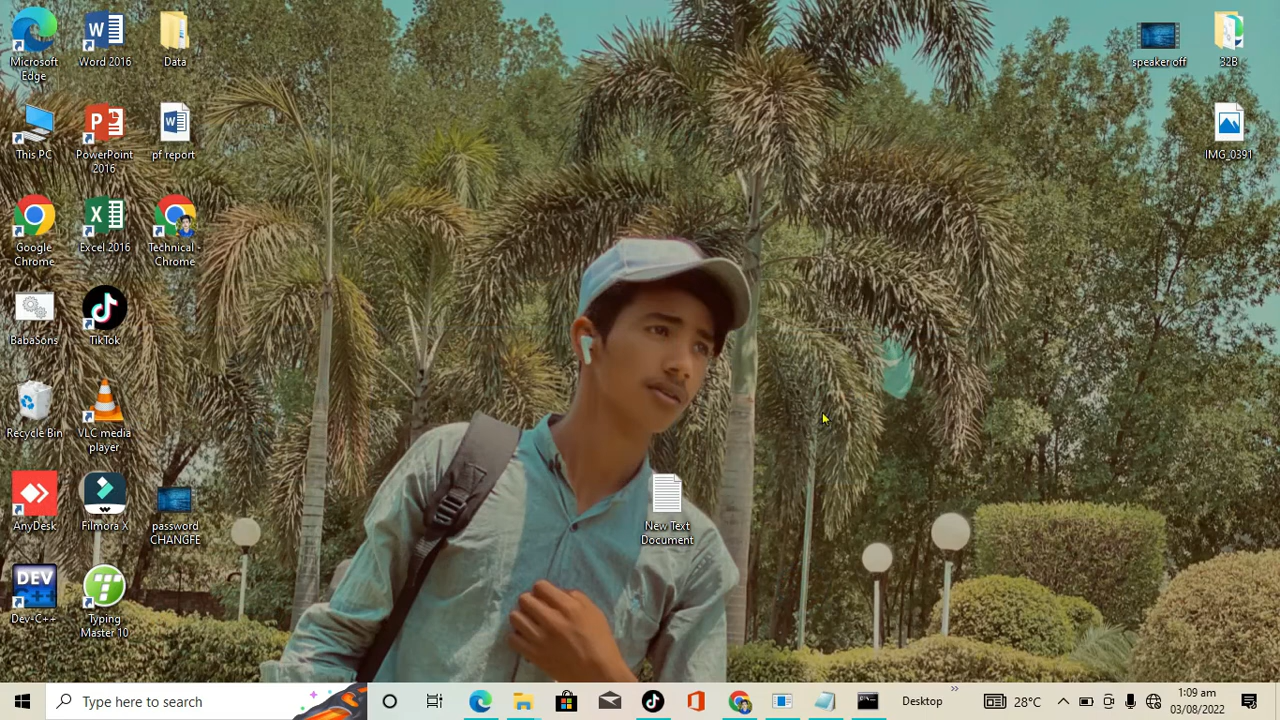 Microsoft
Edge
Word 2016
Data
speaker off
32B
This PC
PowerPoint
2016
pf report
IMG_0391
Google
Chrome
Excel 2016
Technical -
Chrome
BabaSons
TikTok
Recycle Bin
VLC media
player
AnyDesk
Filmora X
password
CHANGFE
New Text
Document
DEV
C++
Dev-C++
Typing
Master 10
Type here to search
Desktop
28°C
1:09 am
03/08/2022